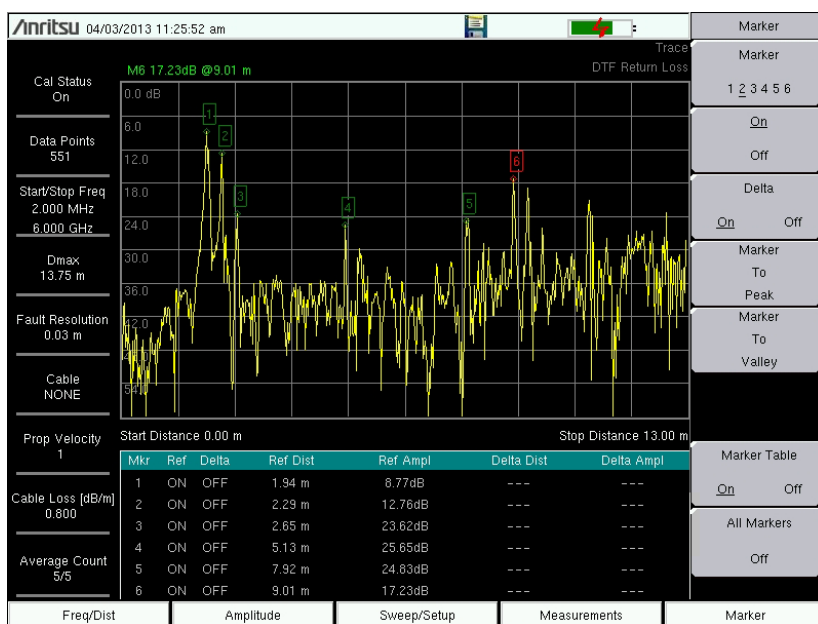 Anritsu 04/03/2013 11:25:52 am
Trace
M6 17.23dB @9.01 m
DTF Return Loss
Cal Status
On
Data Points
551
Start/Stop Freq
2.000 MHz
6.000 GHz
Dmax
13.75 m
Fault Resolution
0.03 m
Cable
NONE
Prop Velocity
1
Cable Loss [dB/m]
0.800
Average Count
5/5
0.0 dB
6.0
12.0
18.0
24.0
30.0
36.0
42.0
1
2
3
4
5
6
Start Distance 0.00 m
Stop Distance 13.00 m
Mkr Ref Delta Ref Dist Ref Ampl Delta Dist Delta Ampl
1 ON OFF 1.94 m 8.77dB --- ---
2 ON OFF 2.29 m 12.76dB --- ---
3 ON OFF 2.65 m 23.62dB --- ---
4 ON OFF 5.13 m 25.65dB --- ---
5 ON OFF 7.92 m 24.83dB --- ---
6 ON OFF 9.01 m 17.23dB --- ---
Marker
Marker
1 2 3 4 5 6
On
Off
Delta
On Off
Marker
To
Peak
Marker
To
Valley
Marker Table
On Off
All Markers
Off
Freq/Dist
Amplitude
Sweep/Setup
Measurements
Marker